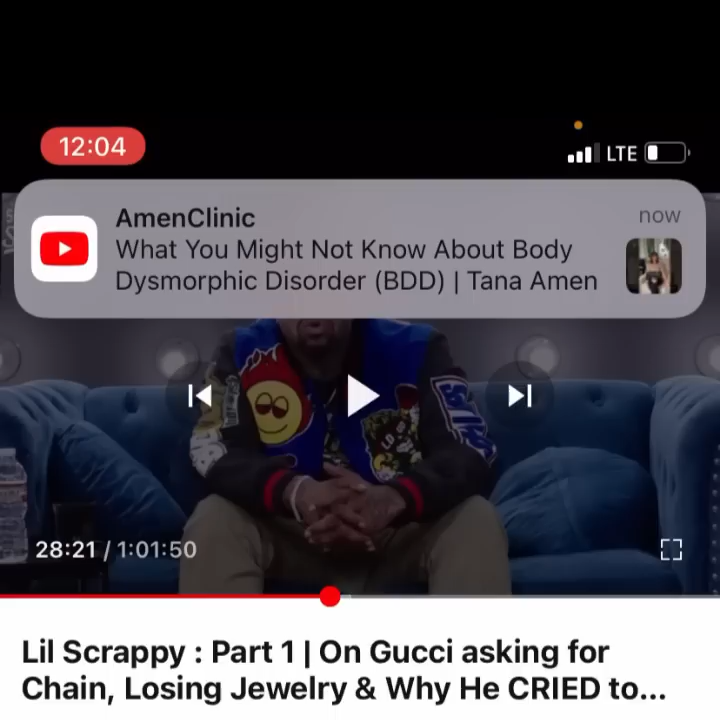 12:04
LTE
AmenClinic
now
What You Might Not Know About Body
Dysmorphic Disorder (BDD) | Tana Amen
28:21 / 1:01:50
Lil Scrappy : Part 1 | On Gucci asking for
Chain, Losing Jewelry & Why He CRIED to...